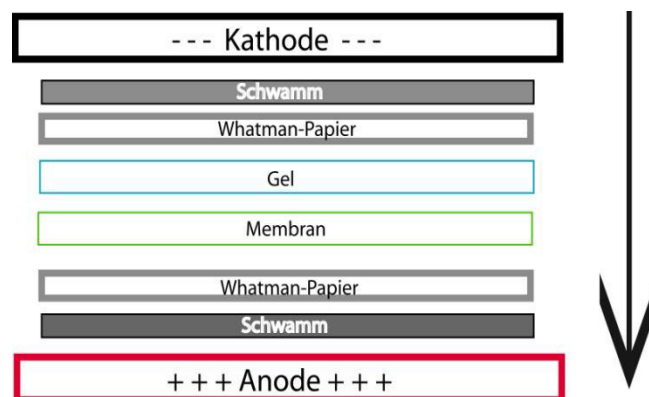 --- Kathode ---
Schwamm
Whatman-Papier
Gel
Membran
Whatman-Papier
Schwamm
+++Anode+++